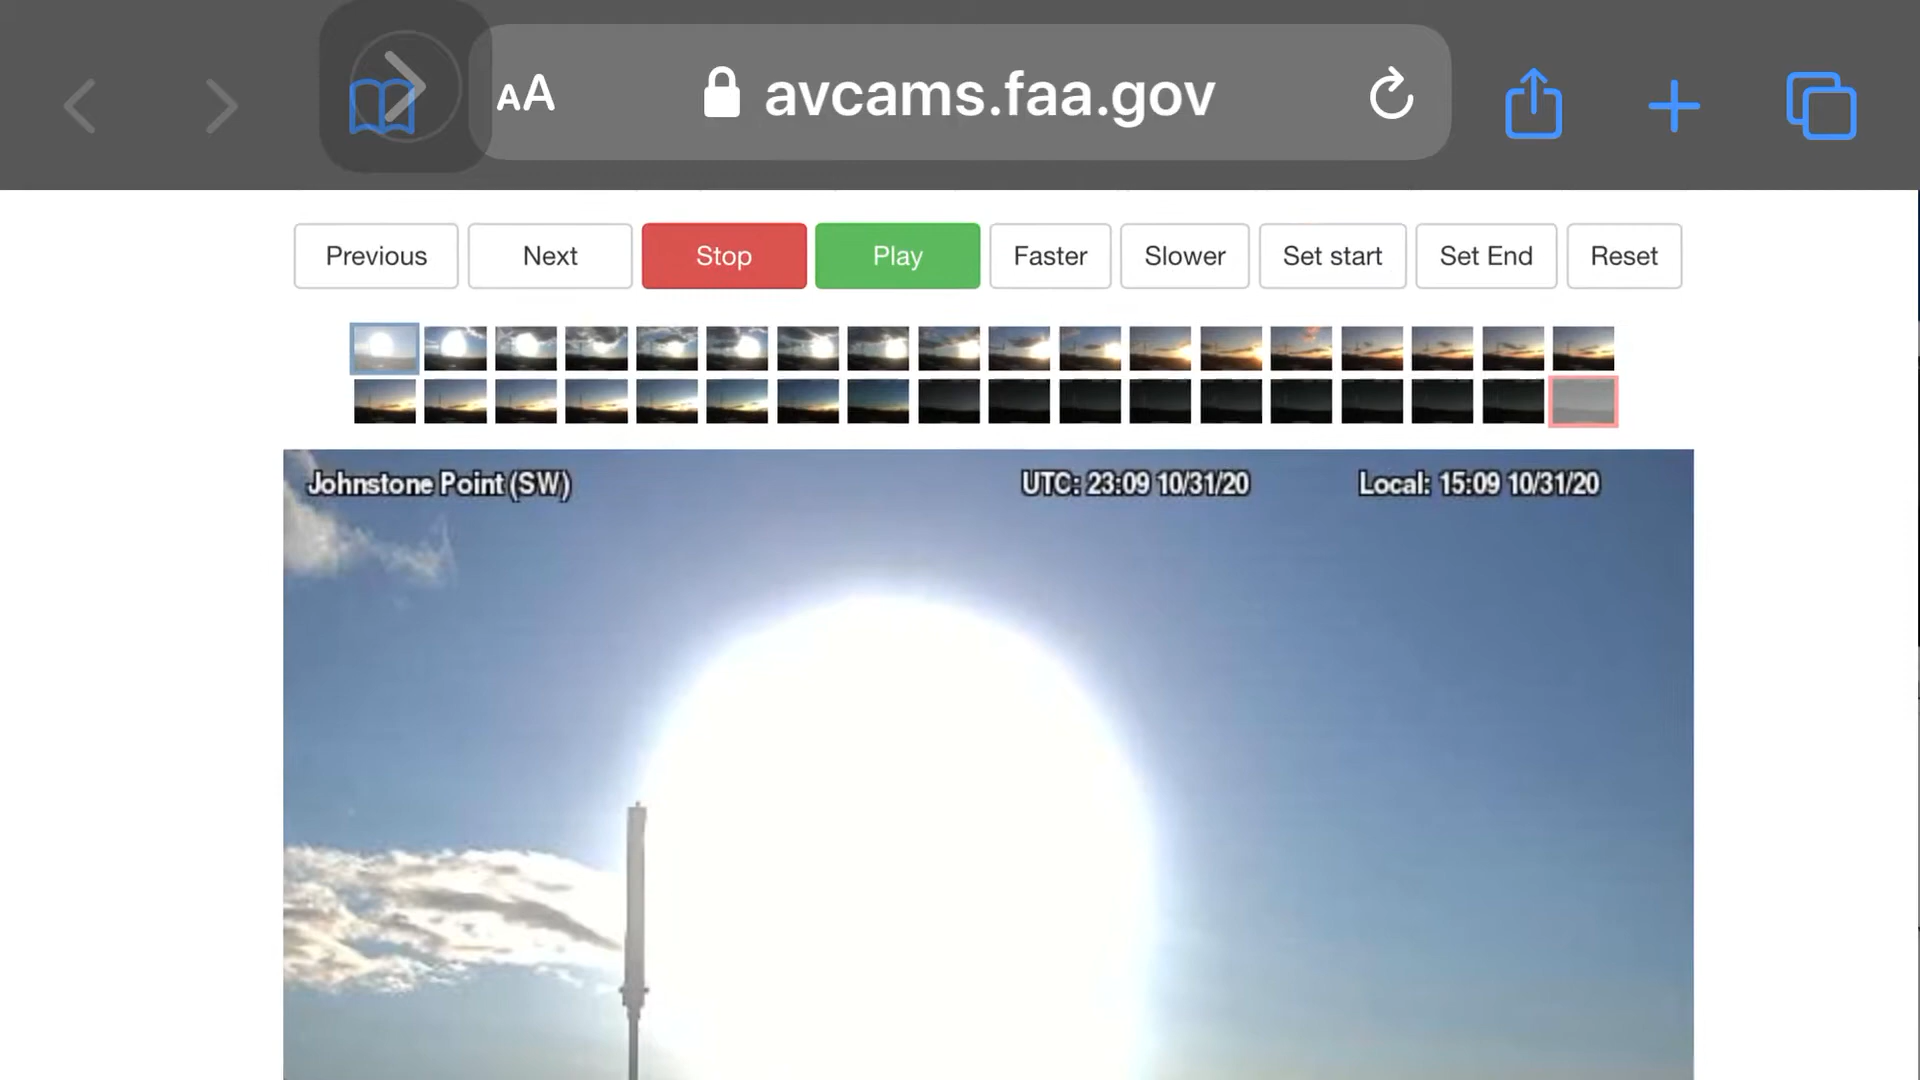 AA avcams.faa.gov
Previous Next Stop Play Faster Slower Set start Set End Reset
Johnstone Point (SW) UTC: 23:09 10/31/20 Local: 15:09 10/31/20